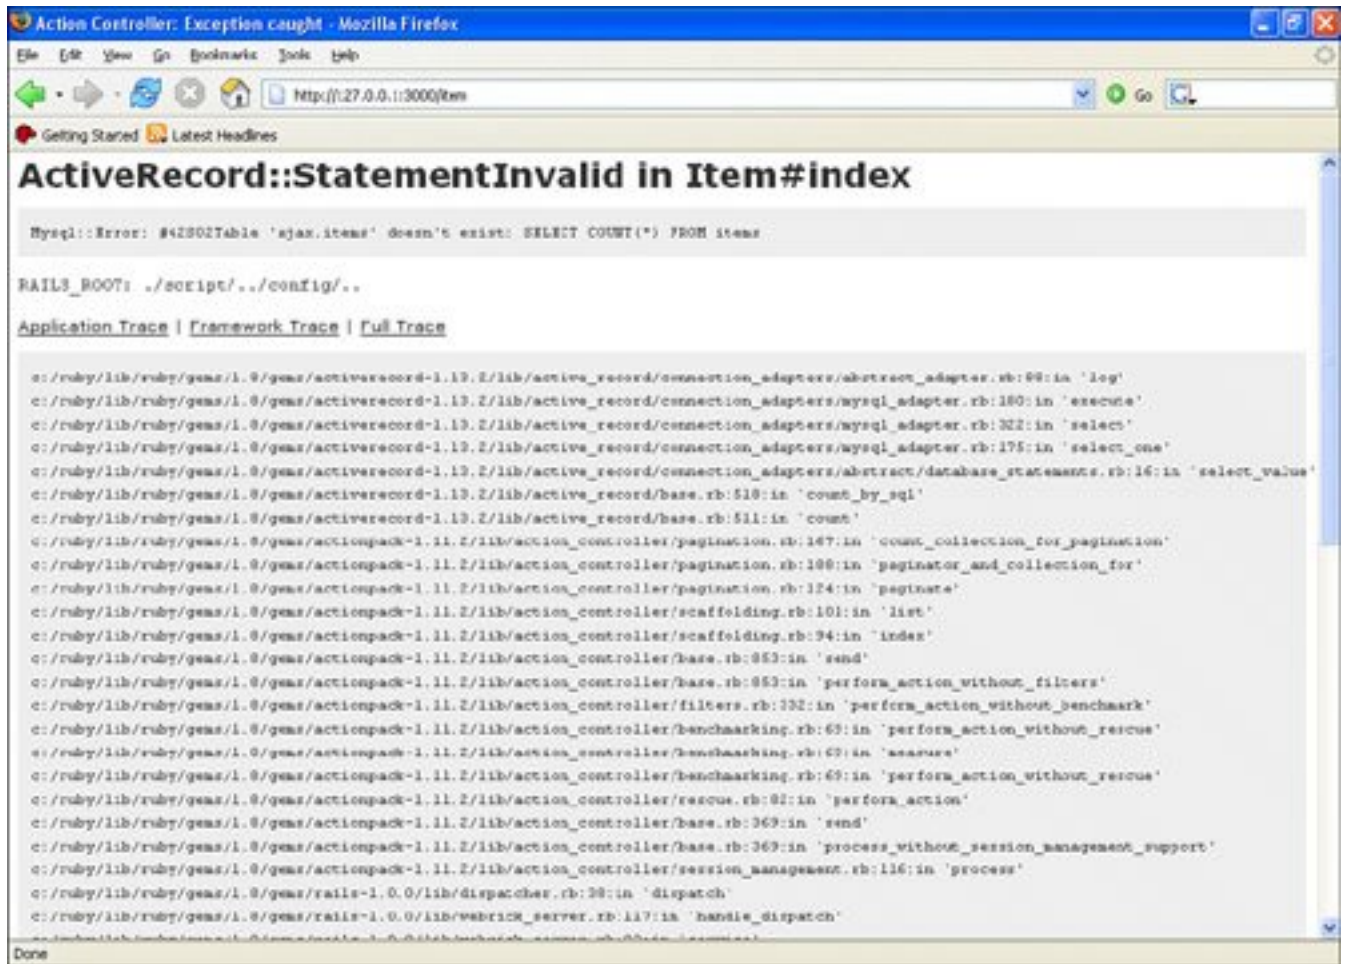 Action Controller: Exception caught - Mozilla Firefox
File Edit View Go Bookmarks Tools Help
http://127.0.0.1:3000/item Go
Getting Started Latest Headlines
ActiveRecord::StatementInvalid in Item#index
Mysql::Error: #42S02Table 'ajax.items' doesn't exist: SELECT COUNT(*) FROM items
RAILS_ROOT: ./script/../config/..
Application Trace | Framework Trace | Full Trace
c:/ruby/lib/ruby/gems/1.8/gems/activerecord-1.13.2/lib/active_record/connection_adapters/abstract_adapter.rb:88:in 'log'
c:/ruby/lib/ruby/gems/1.8/gems/activerecord-1.13.2/lib/active_record/connection_adapters/mysql_adapter.rb:180:in 'execute'
c:/ruby/lib/ruby/gems/1.8/gems/activerecord-1.13.2/lib/active_record/connection_adapters/mysql_adapter.rb:322:in 'select'
c:/ruby/lib/ruby/gems/1.8/gems/activerecord-1.13.2/lib/active_record/connection_adapters/mysql_adapter.rb:175:in 'select_one'
c:/ruby/lib/ruby/gems/1.8/gems/activerecord-1.13.2/lib/active_record/connection_adapters/abstract/database_statements.rb:16:in 'select_value'
c:/ruby/lib/ruby/gems/1.8/gems/activerecord-1.13.2/lib/active_record/base.rb:518:in 'count_by_sql'
c:/ruby/lib/ruby/gems/1.8/gems/activerecord-1.13.2/lib/active_record/base.rb:511:in 'count'
c:/ruby/lib/ruby/gems/1.8/gems/actionpack-1.11.2/lib/action_controller/pagination.rb:167:in 'count_collection_for_pagination'
c:/ruby/lib/ruby/gems/1.8/gems/actionpack-1.11.2/lib/action_controller/pagination.rb:188:in 'paginator_and_collection_for'
c:/ruby/lib/ruby/gems/1.8/gems/actionpack-1.11.2/lib/action_controller/pagination.rb:124:in 'paginate'
c:/ruby/lib/ruby/gems/1.8/gems/actionpack-1.11.2/lib/action_controller/scaffolding.rb:101:in 'list'
c:/ruby/lib/ruby/gems/1.8/gems/actionpack-1.11.2/lib/action_controller/scaffolding.rb:94:in 'index'
c:/ruby/lib/ruby/gems/1.8/gems/actionpack-1.11.2/lib/action_controller/base.rb:853:in 'send'
c:/ruby/lib/ruby/gems/1.8/gems/actionpack-1.11.2/lib/action_controller/base.rb:853:in 'perform_action_without_filters'
c:/ruby/lib/ruby/gems/1.8/gems/actionpack-1.11.2/lib/action_controller/filters.rb:332:in 'perform_action_without_benchmark'
c:/ruby/lib/ruby/gems/1.8/gems/actionpack-1.11.2/lib/action_controller/benchmarking.rb:69:in 'perform_action_without_rescue'
c:/ruby/lib/ruby/gems/1.8/gems/actionpack-1.11.2/lib/action_controller/benchmarking.rb:69:in 'measure'
c:/ruby/lib/ruby/gems/1.8/gems/actionpack-1.11.2/lib/action_controller/benchmarking.rb:69:in 'perform_action_without_rescue'
c:/ruby/lib/ruby/gems/1.8/gems/actionpack-1.11.2/lib/action_controller/rescue.rb:82:in 'perform_action'
c:/ruby/lib/ruby/gems/1.8/gems/actionpack-1.11.2/lib/action_controller/base.rb:369:in 'send'
c:/ruby/lib/ruby/gems/1.8/gems/actionpack-1.11.2/lib/action_controller/base.rb:369:in 'process_without_session_management_support'
c:/ruby/lib/ruby/gems/1.8/gems/actionpack-1.11.2/lib/action_controller/session_management.rb:116:in 'process'
c:/ruby/lib/ruby/gems/1.8/gems/rails-1.0.0/lib/dispatcher.rb:38:in 'dispatch'
c:/ruby/lib/ruby/gems/1.8/gems/rails-1.0.0/lib/webrick_server.rb:117:in 'handle_dispatch'
Done